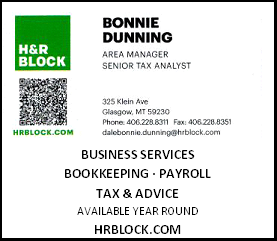 H&R
BLOCK
BONNIE
DUNNING
AREA MANAGER
SENIOR TAX ANALYST
325 Klein Ave
Glasgow, MT 59230
Phone: 406.228.8311 Fax: 406.228.8351
dalebonnie.dunning@hrblock.com
HRBLOCK.COM
BUSINESS SERVICES
BOOKKEEPING · PAYROLL
TAX & ADVICE
AVAILABLE YEAR ROUND
HRBLOCK.COM